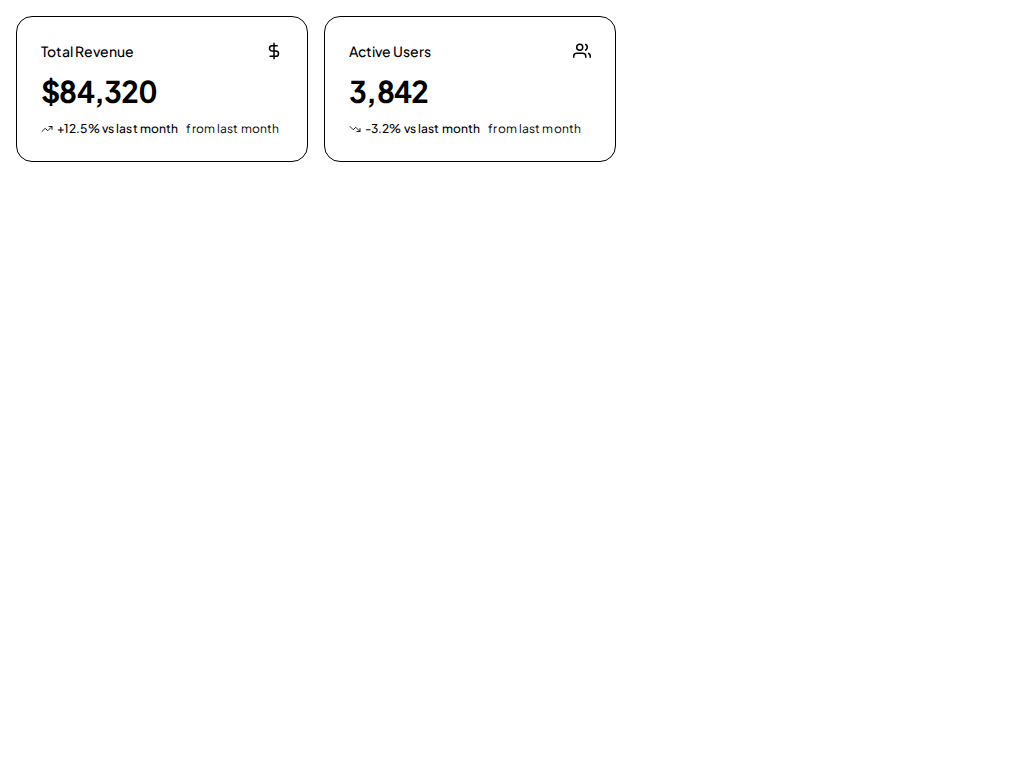 Total Revenue
$84,320
+12.5% vs last month from last month
Active Users
3,842
-3.2% vs last month from last month